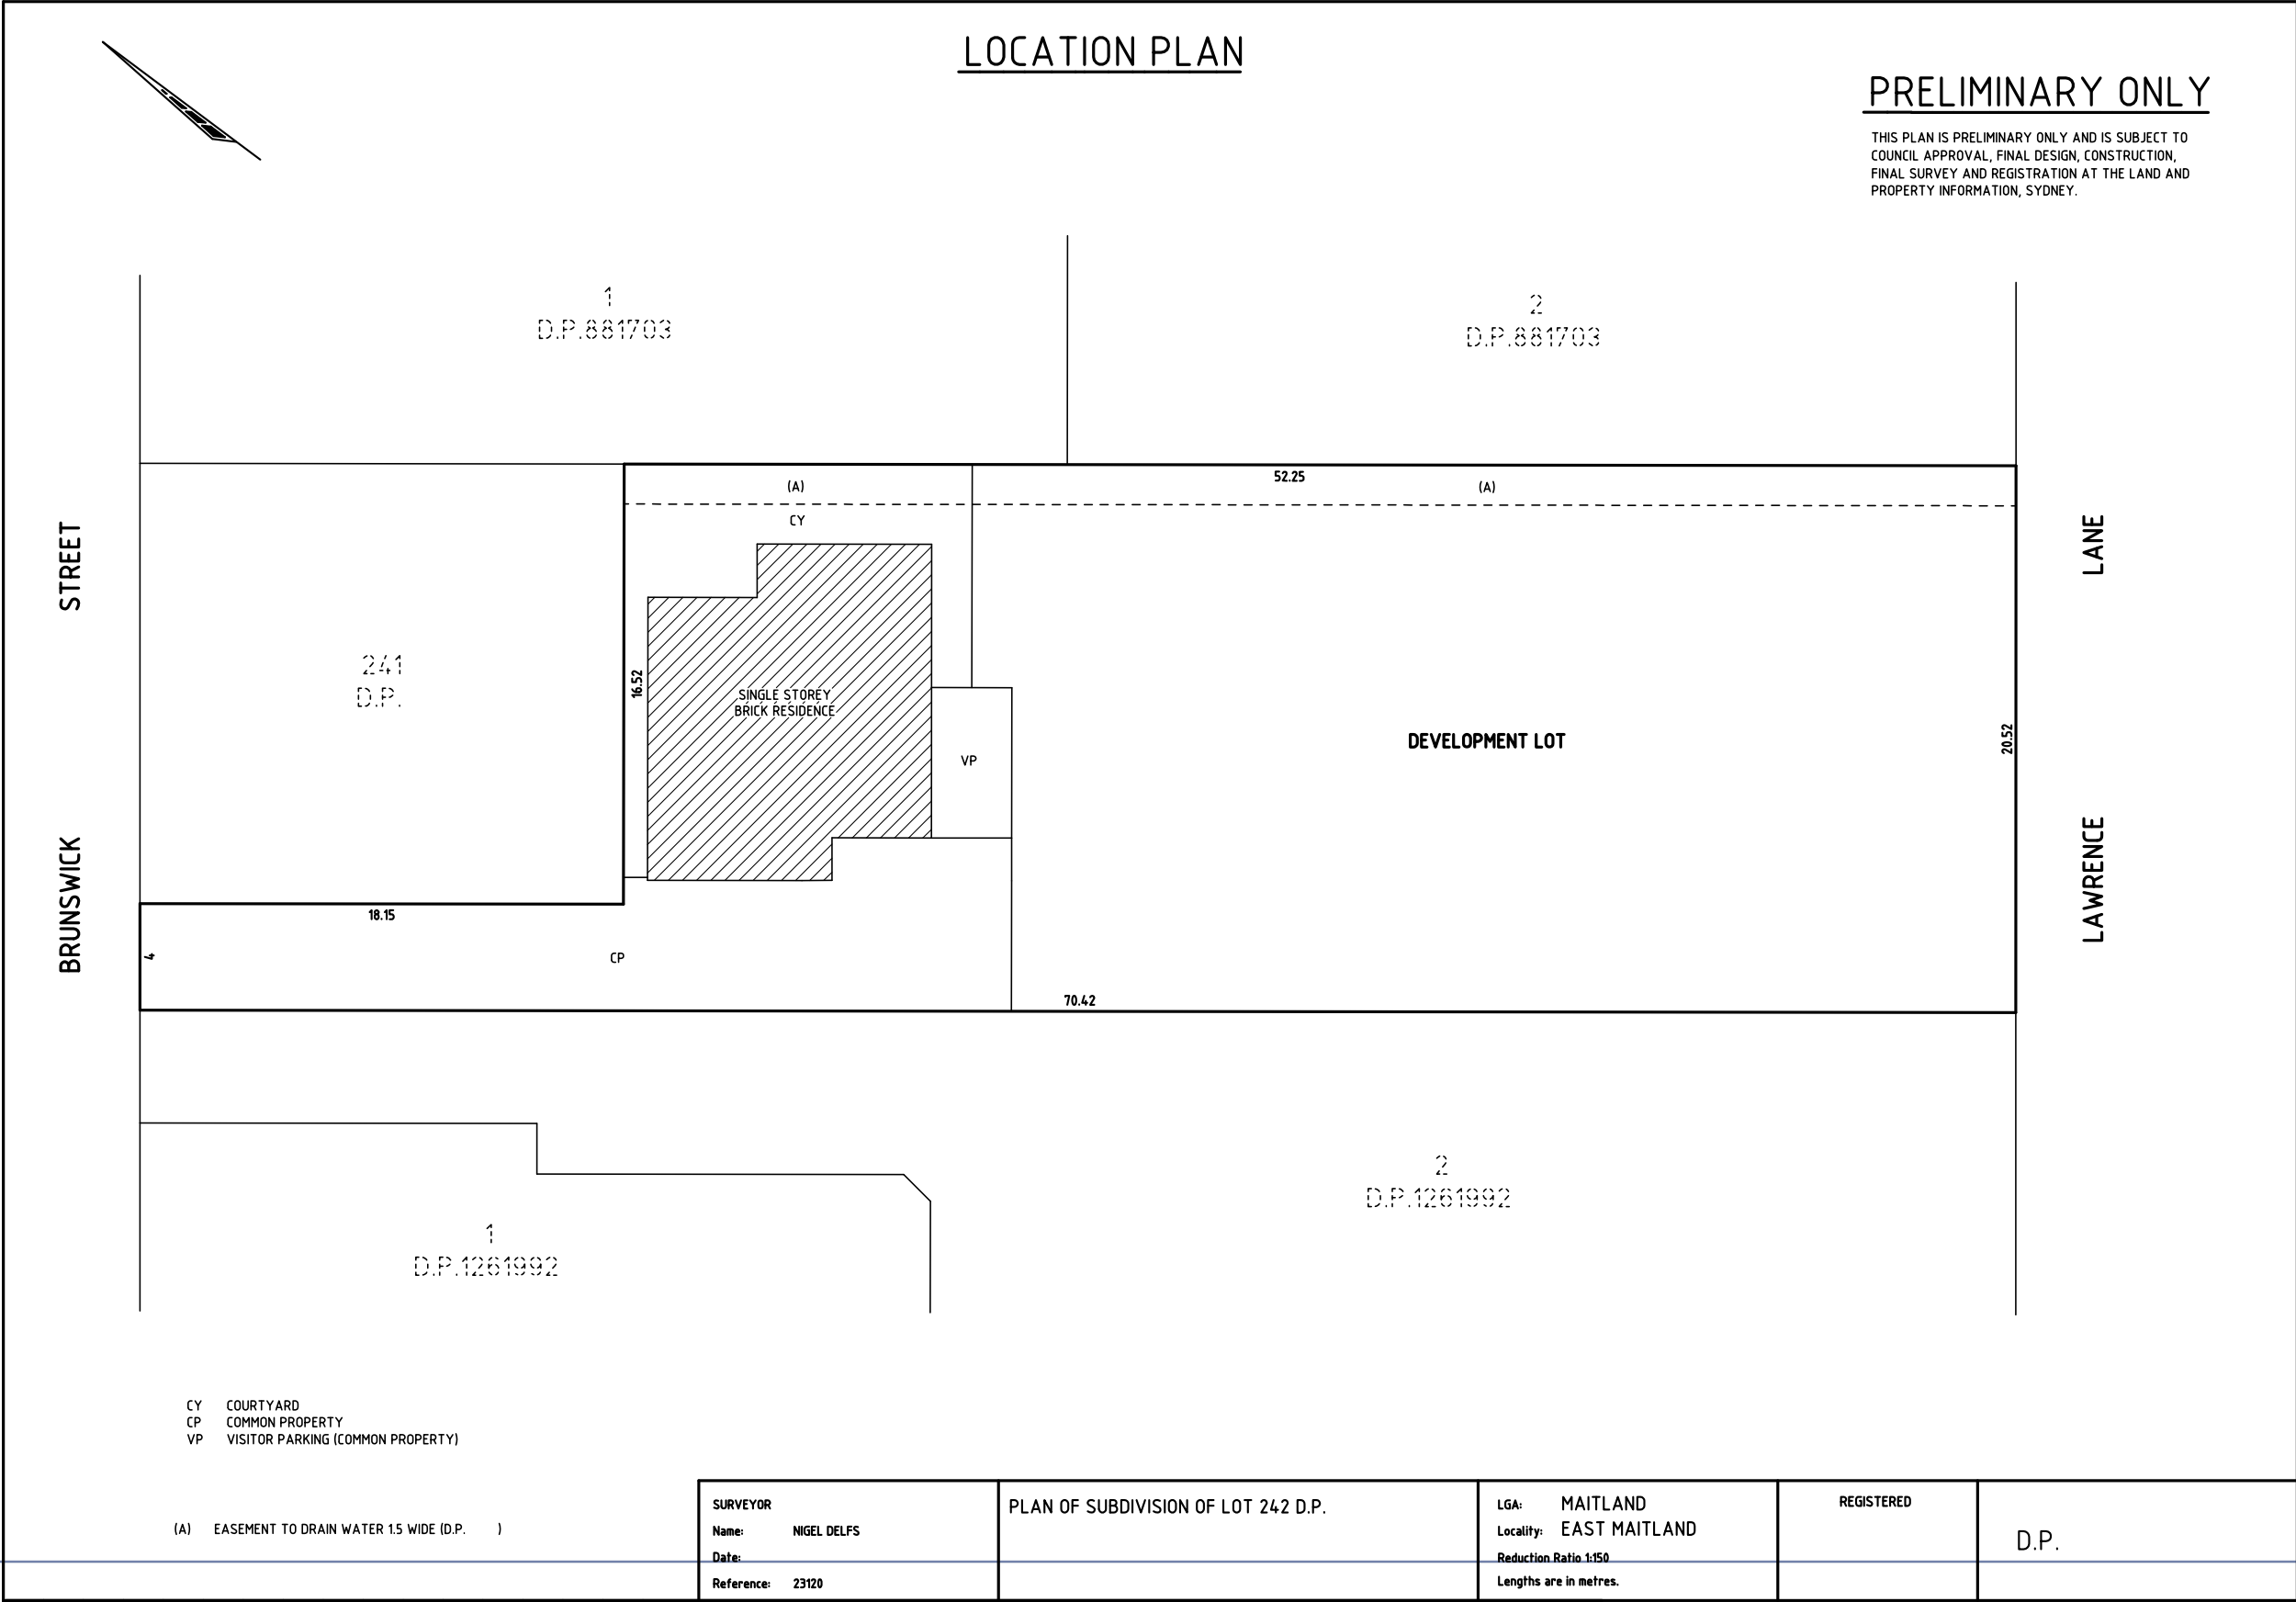 LOCATION PLAN
PRELIMINARY ONLY
THIS PLAN IS PRELIMINARY ONLY AND IS SUBJECT TO
COUNCIL APPROVAL, FINAL DESIGN, CONSTRUCTION,
FINAL SURVEY AND REGISTRATION AT THE LAND AND
PROPERTY INFORMATION, SYDNEY.
1
D.P.881703
2
D.P.881703
52.25
(A)
(A)
CY
BRUNSWICK STREET
LAWRENCE LANE
241
D.P.
16.52
SINGLE STOREY
BRICK RESIDENCE
VP
DEVELOPMENT LOT
20.52
18.15
4
CP
70.42
2
D.P.1261992
1
D.P.1261992
CY COURTYARD
CP COMMON PROPERTY
VP VISITOR PARKING (COMMON PROPERTY)
(A) EASEMENT TO DRAIN WATER 1.5 WIDE (D.P. )
SURVEYOR
Name: NIGEL DELFS
Date:
Reference: 23120
PLAN OF SUBDIVISION OF LOT 242 D.P.
LGA: MAITLAND
Locality: EAST MAITLAND
Reduction Ratio 1:150
Lengths are in metres.
REGISTERED
D.P.